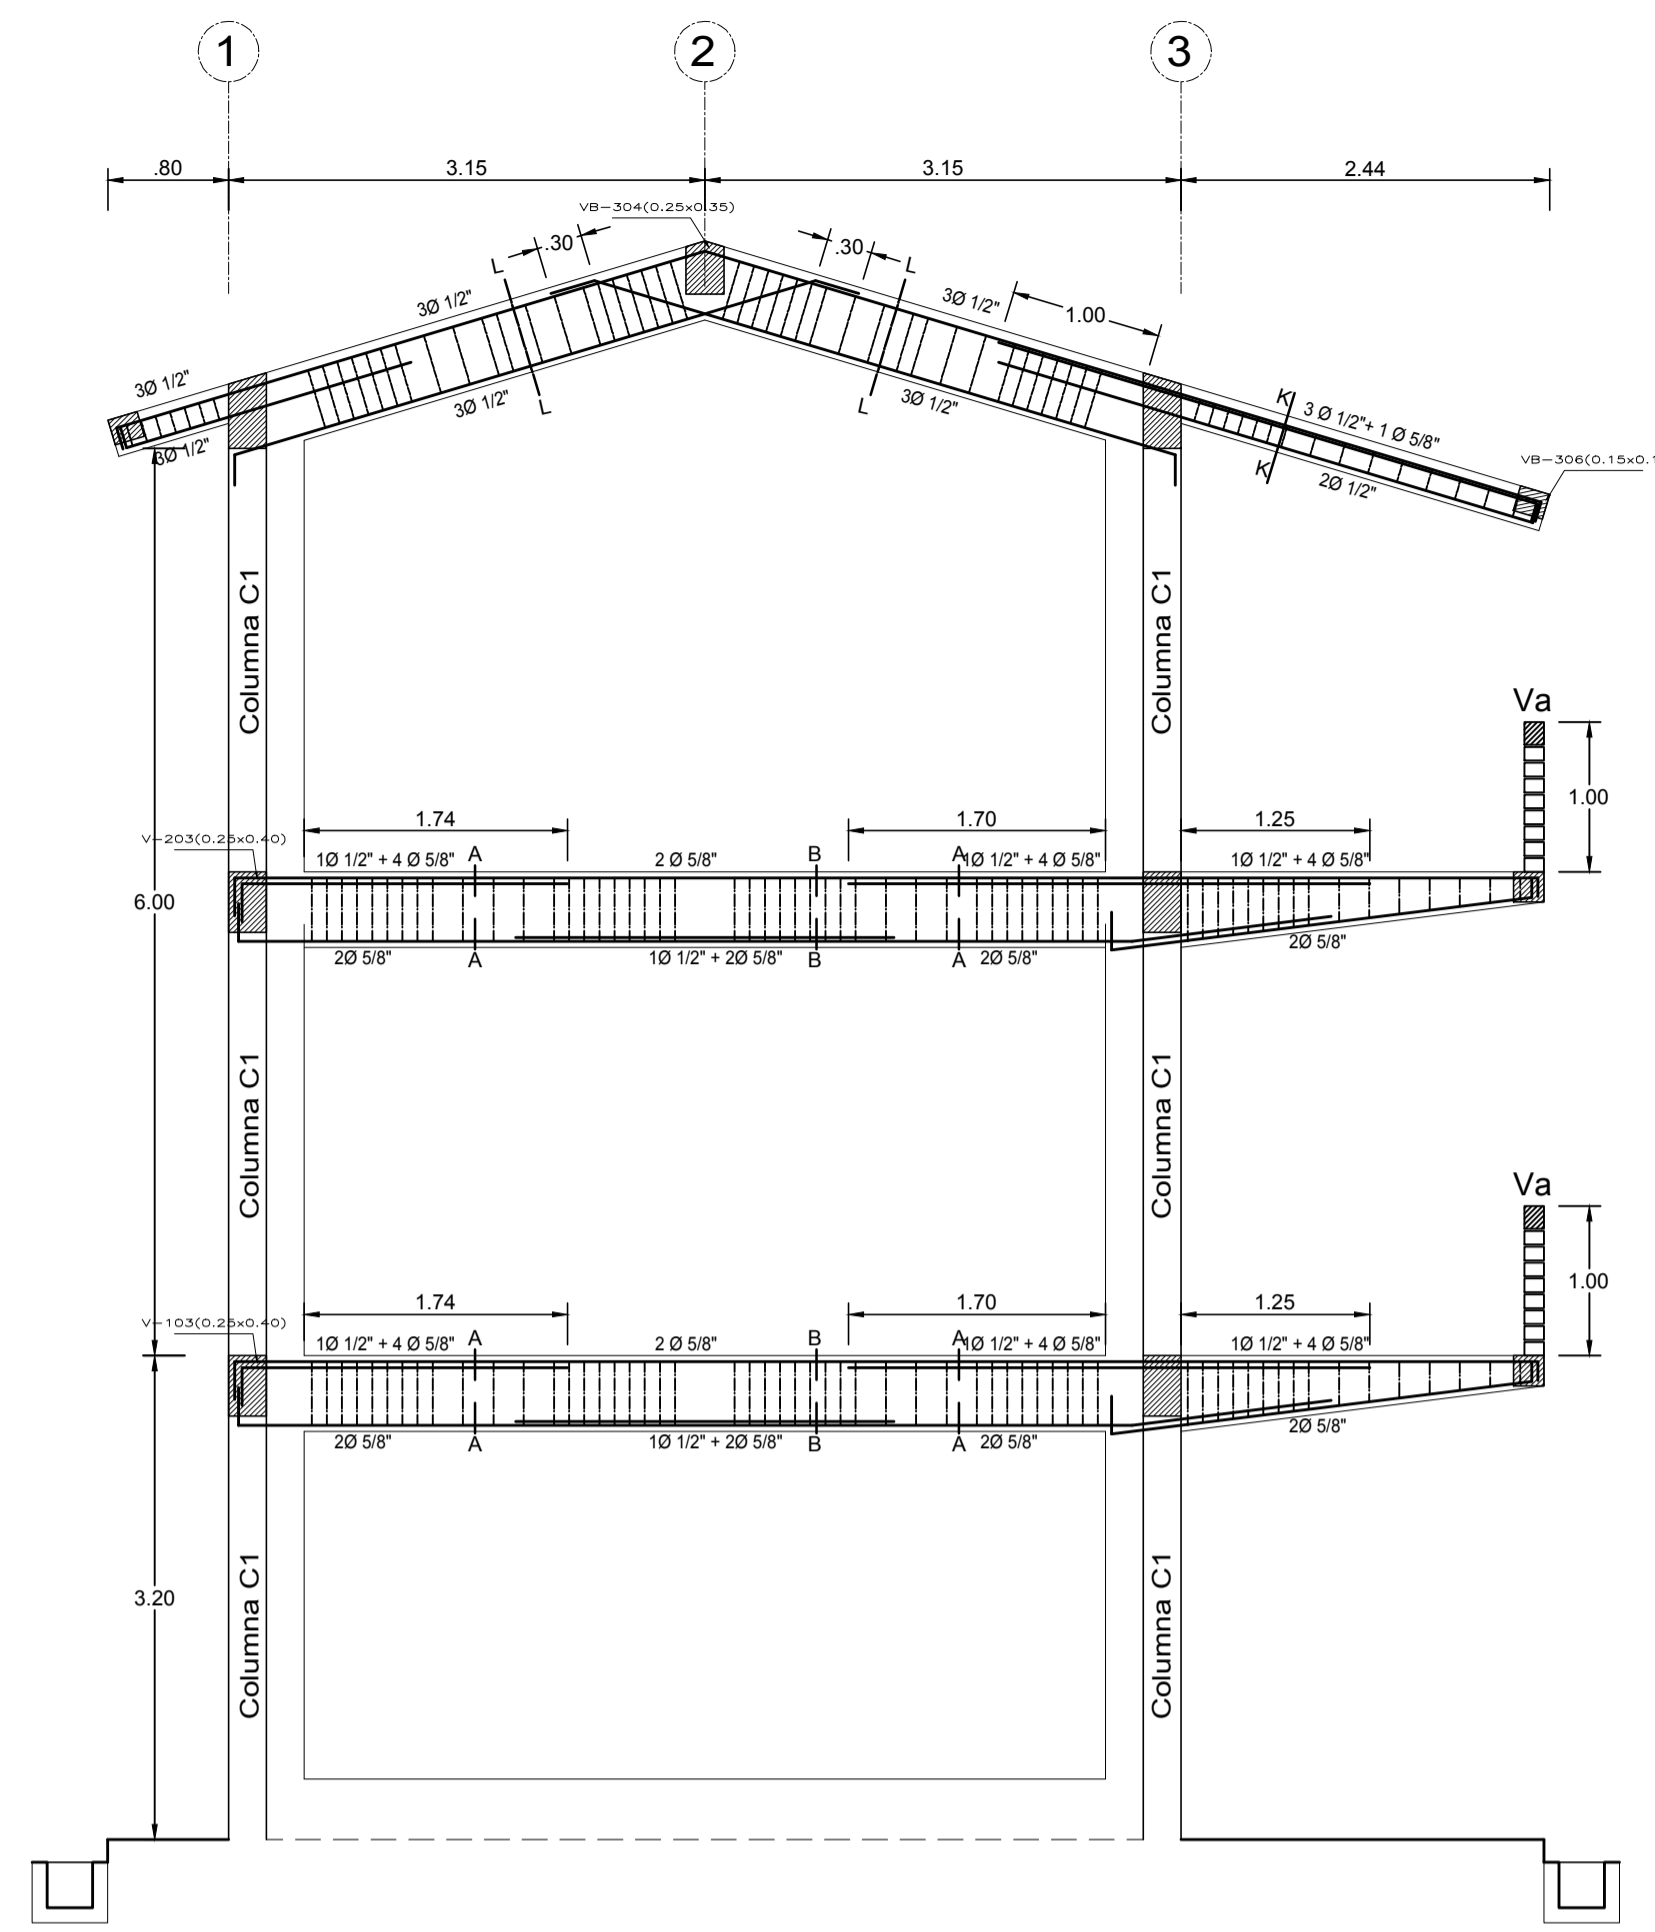 1
2
3
.80
3.15
3.15
2.44
VB-304(0.25x0.35)
.30
.30
L
L
3Ø 1/2"
3Ø 1/2"
1.00
3Ø 1/2"
3Ø 1/2"
3Ø 1/2"
3Ø 1/2"
L
L
K
3 Ø 1/2"+ 1 Ø 5/8"
K
2Ø 1/2"
VB-306(0.15x0.1
Columna C1
Columna C1
Va
1.00
1.74
1.70
1.25
V-203(0.25x0.40)
1Ø 1/2" + 4 Ø 5/8"
A
2 Ø 5/8"
B
A
1Ø 1/2" + 4 Ø 5/8"
1Ø 1/2" + 4 Ø 5/8"
6.00
2Ø 5/8"
A
1Ø 1/2" + 2Ø 5/8"
B
A
2Ø 5/8"
2Ø 5/8"
Columna C1
Columna C1
Va
1.00
1.74
1.70
1.25
V-103(0.25x0.40)
1Ø 1/2" + 4 Ø 5/8"
A
2 Ø 5/8"
B
A
1Ø 1/2" + 4 Ø 5/8"
1Ø 1/2" + 4 Ø 5/8"
2Ø 5/8"
A
1Ø 1/2" + 2Ø 5/8"
B
A
2Ø 5/8"
2Ø 5/8"
3.20
Columna C1
Columna C1